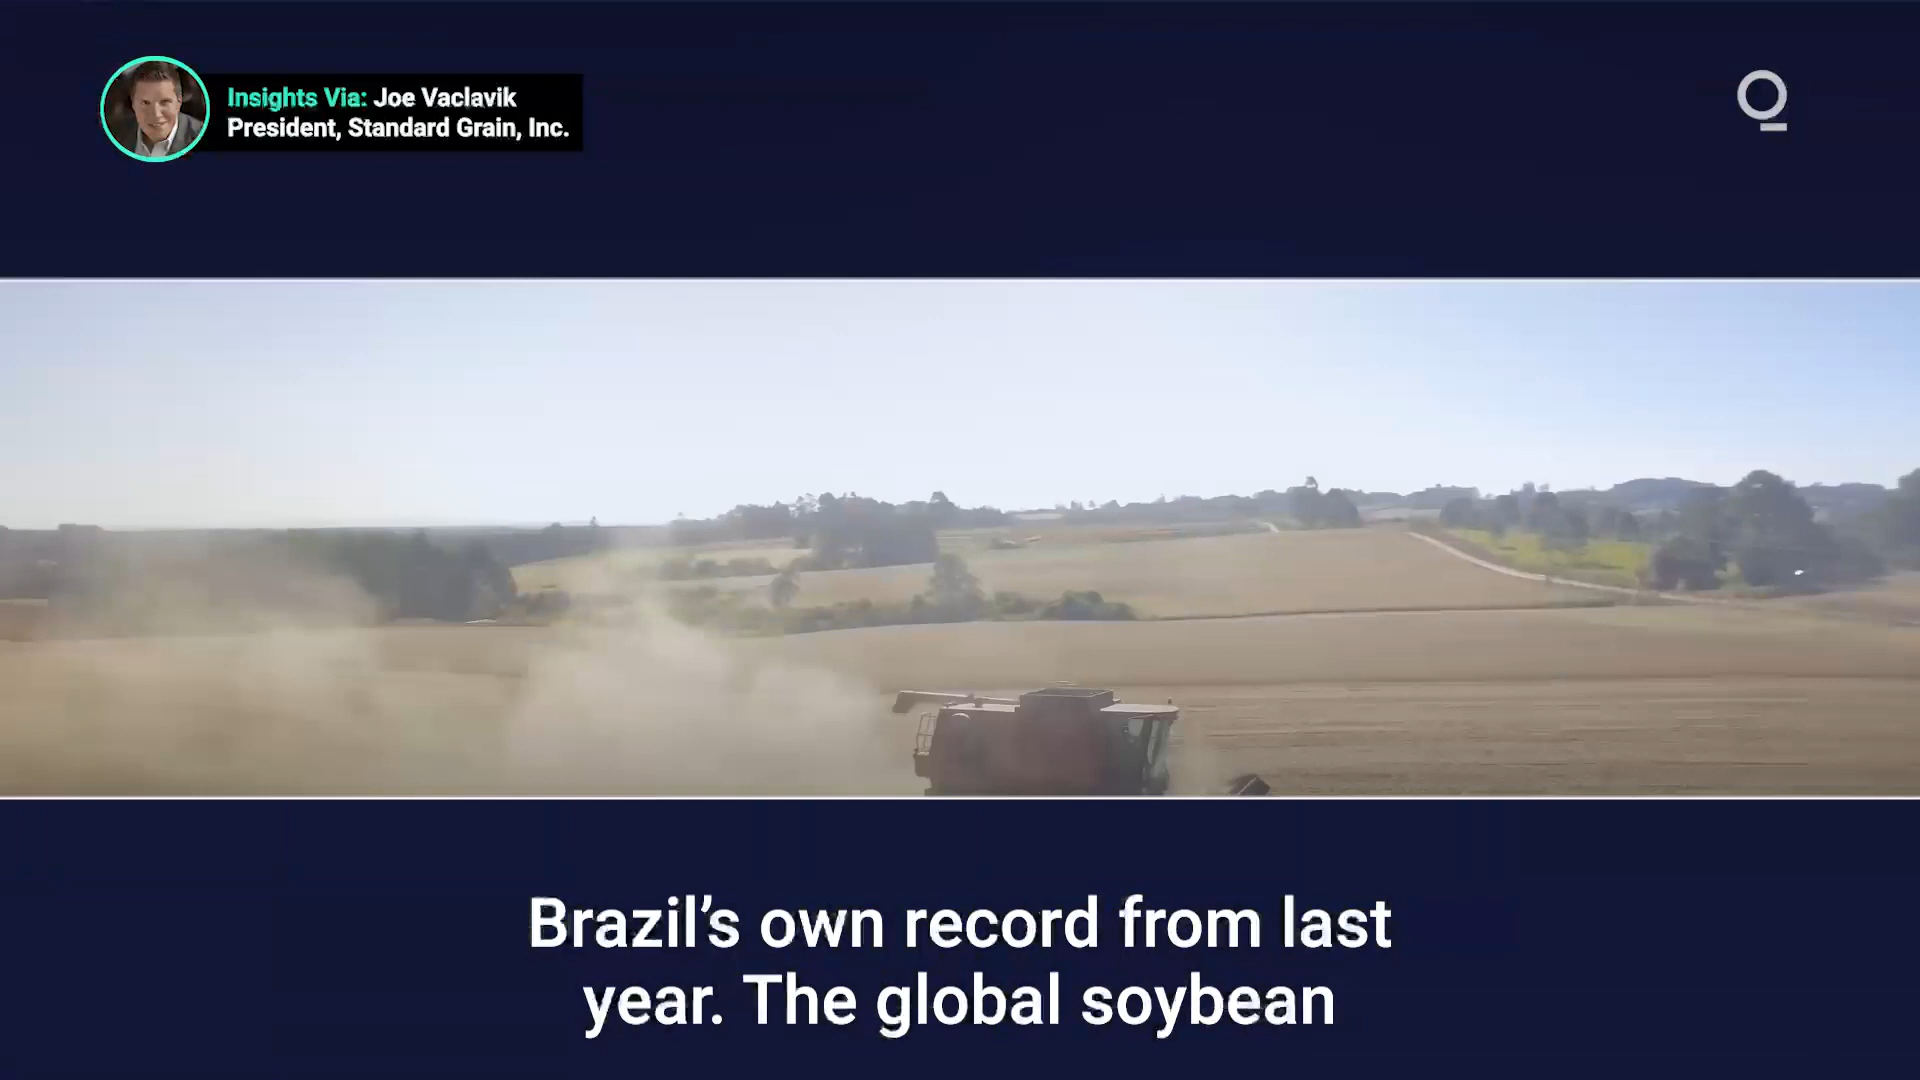 Insights Via: Joe Vaclavik
President, Standard Grain, Inc.
Brazil’s own record from last
year. The global soybean